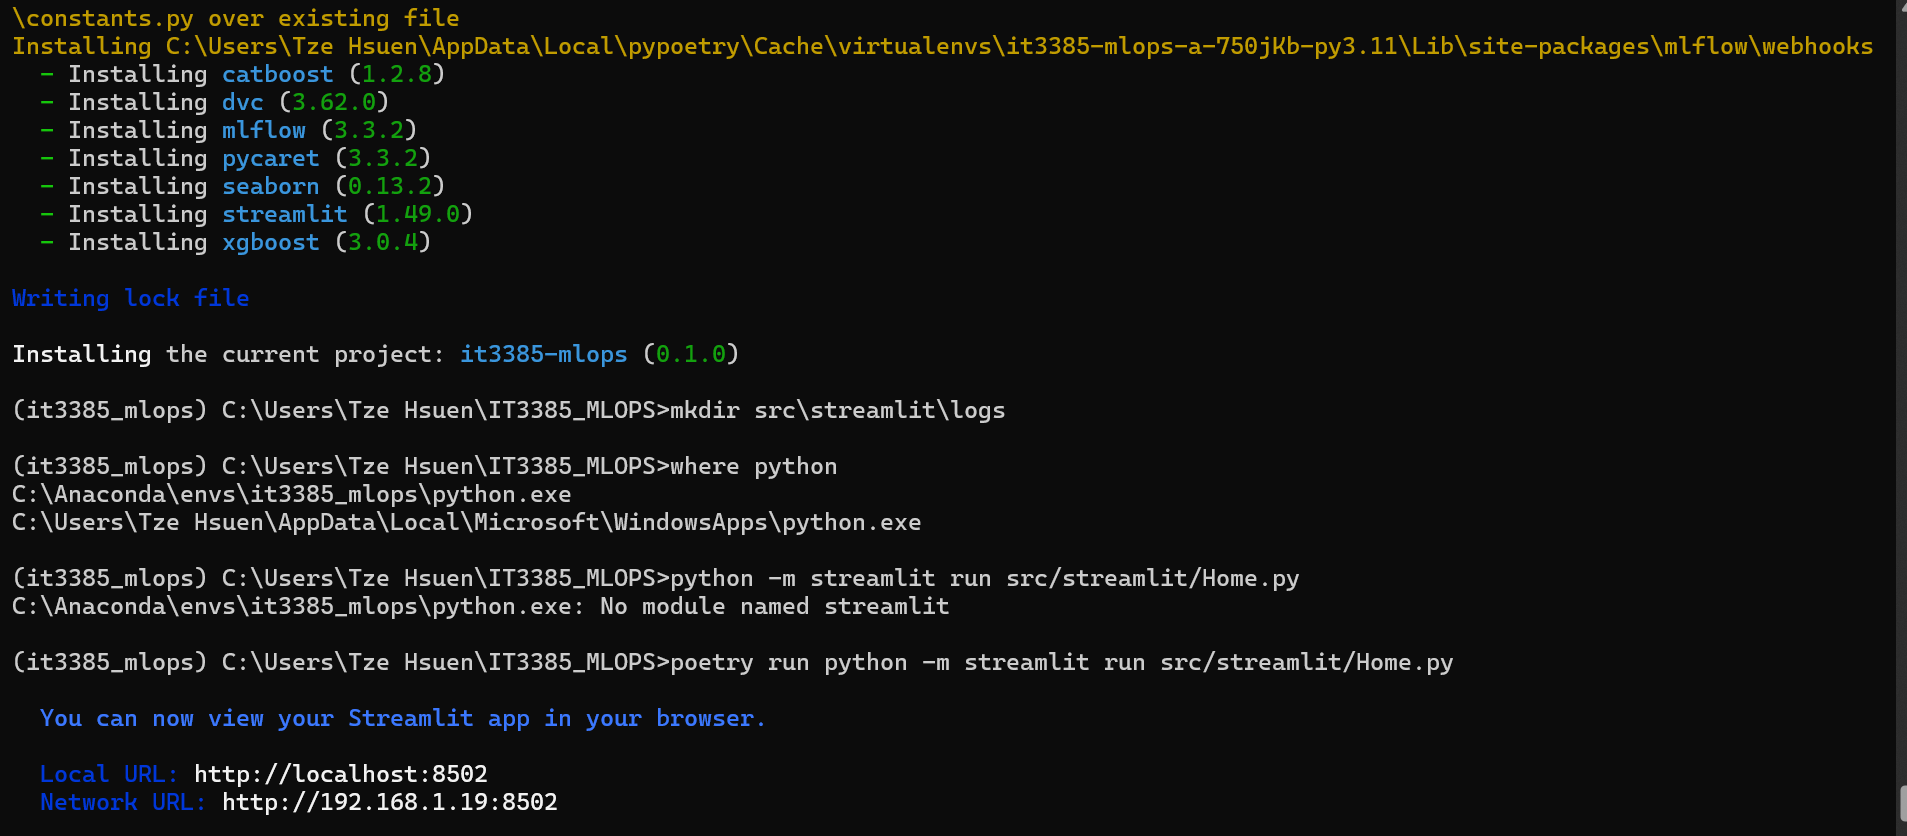 \constants.py over existing file
Installing C:\Users\Tze Hsuen\AppData\Local\pypoetry\Cache\virtualenvs\it3385-mlops-a-750jKb-py3.11\Lib\site-packages\mlflow\webhooks
  - Installing catboost (1.2.8)
  - Installing dvc (3.62.0)
  - Installing mlflow (3.3.2)
  - Installing pycaret (3.3.2)
  - Installing seaborn (0.13.2)
  - Installing streamlit (1.49.0)
  - Installing xgboost (3.0.4)
Writing lock file
Installing the current project: it3385-mlops (0.1.0)
(it3385_mlops) C:\Users\Tze Hsuen\IT3385_MLOPS>mkdir src\streamlit\logs
(it3385_mlops) C:\Users\Tze Hsuen\IT3385_MLOPS>where python
C:\Anaconda\envs\it3385_mlops\python.exe
C:\Users\Tze Hsuen\AppData\Local\Microsoft\WindowsApps\python.exe
(it3385_mlops) C:\Users\Tze Hsuen\IT3385_MLOPS>python -m streamlit run src/streamlit/Home.py
C:\Anaconda\envs\it3385_mlops\python.exe: No module named streamlit
(it3385_mlops) C:\Users\Tze Hsuen\IT3385_MLOPS>poetry run python -m streamlit run src/streamlit/Home.py
  You can now view your Streamlit app in your browser.
  Local URL: http://localhost:8502
  Network URL: http://192.168.1.19:8502